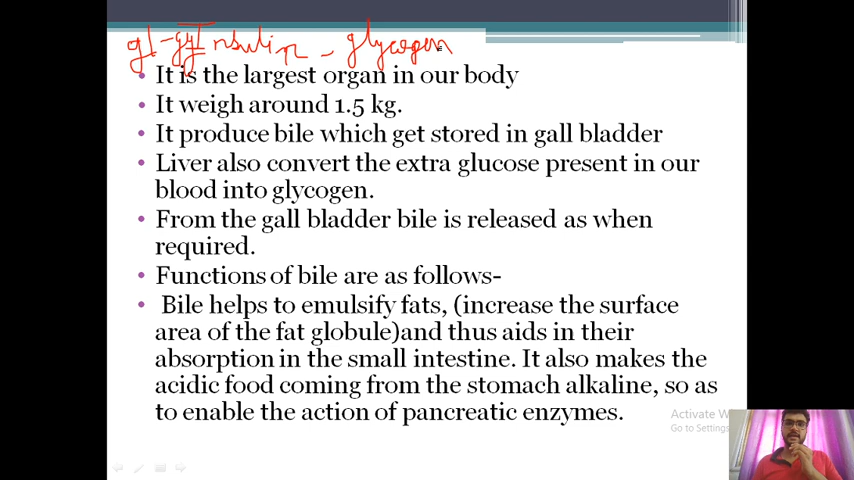 glycogen
• It is the largest organ in our body
• It weigh around 1.5 kg.
• It produce bile which get stored in gall bladder
• Liver also convert the extra glucose present in our
blood into glycogen.
• From the gall bladder bile is released as when
required.
• Functions of bile are as follows-
• Bile helps to emulsify fats, (increase the surface
area of the fat globule)and thus aids in their
absorption in the small intestine. It also makes the
acidic food coming from the stomach alkaline, so as
to enable the action of pancreatic enzymes.
Activate W
Go to Settings